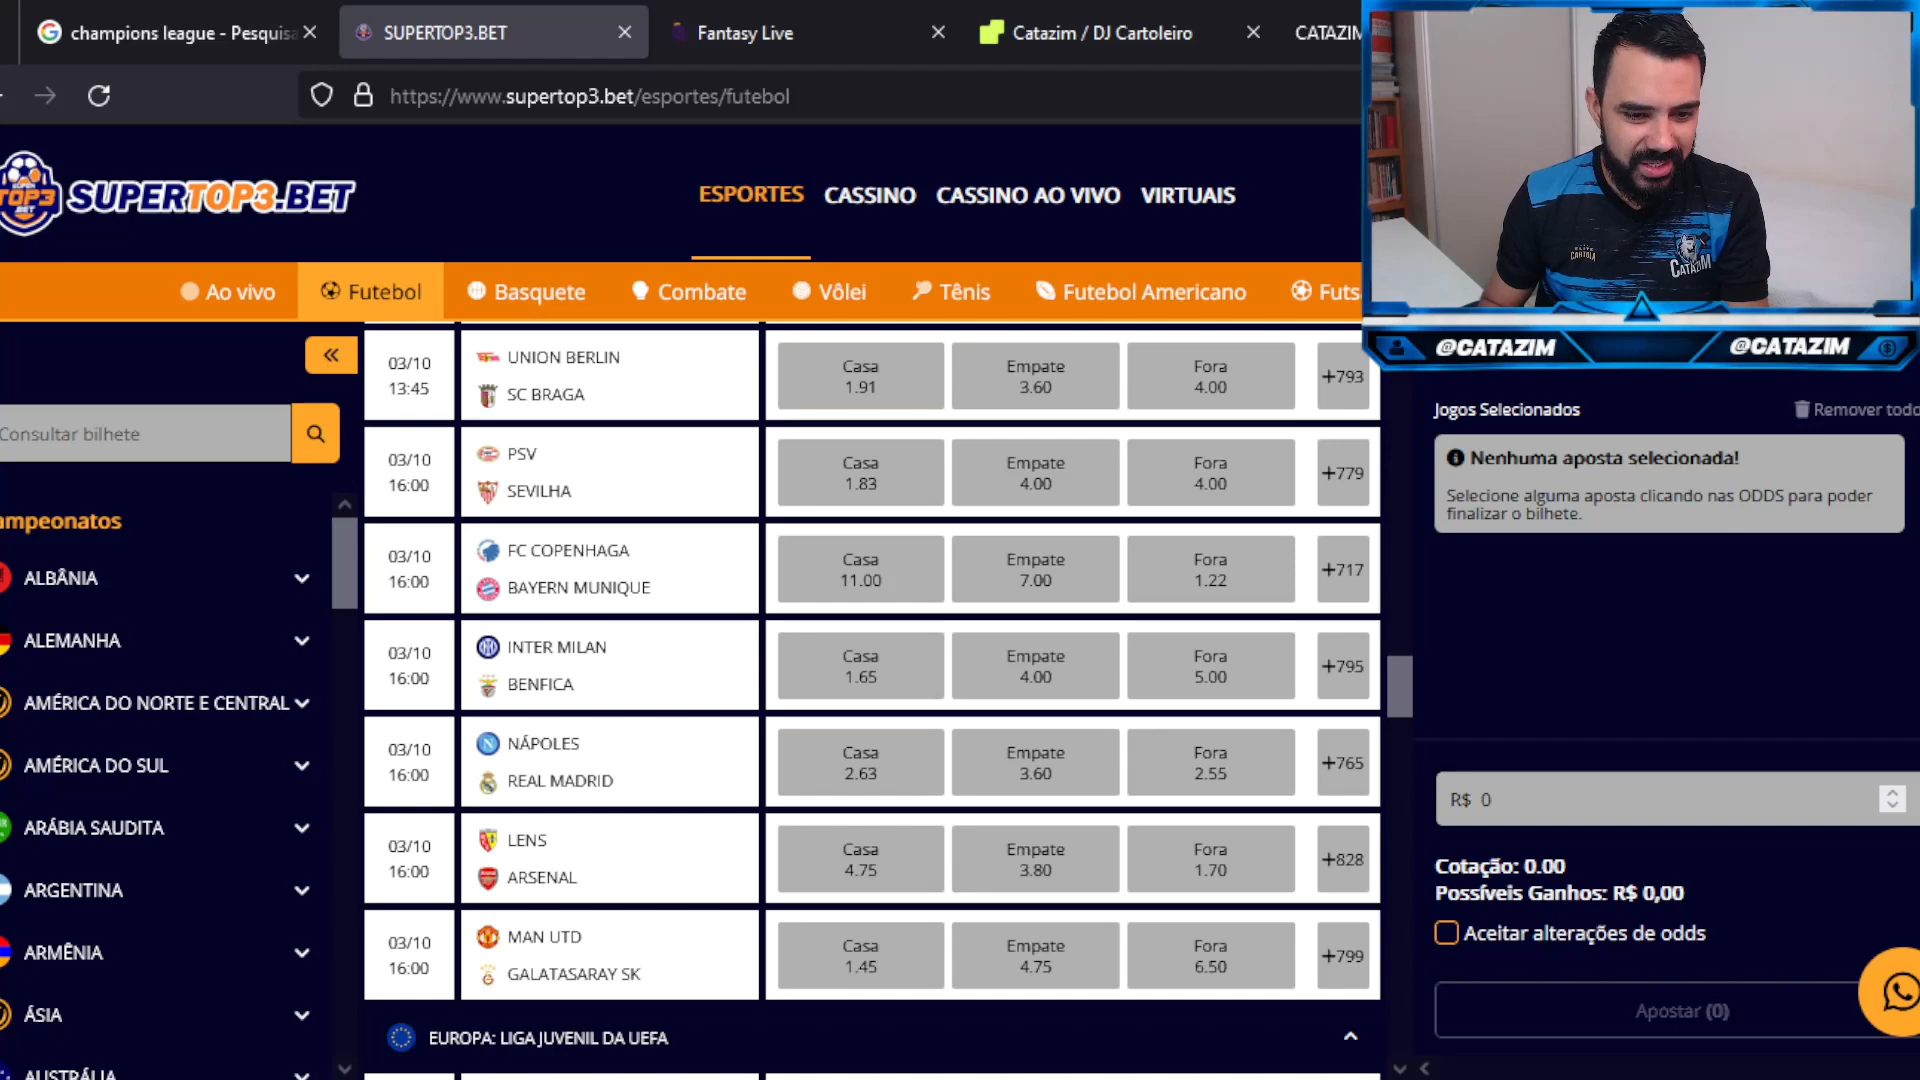 champions league - Pesquisa
SUPERTOP3.BET
Fantasy Live
Catazim / DJ Cartoleiro
CATAZIM
https://www.supertop3.bet/esportes/futebol
SUPER
TOP3
BET
SUPERTOP3.BET
ESPORTES
CASSINO
CASSINO AO VIVO
VIRTUAIS
Ao vivo
Futebol
Basquete
Combate
Vôlei
Tênis
Futebol Americano
Futs
ELITE
CARTOLA
CATAZIM
@CATAZIM
@CATAZIM
Consultar bilhete
ampeonatos
ALBÂNIA
ALEMANHA
AMÉRICA DO NORTE E CENTRAL
AMÉRICA DO SUL
ARÁBIA SAUDITA
ARGENTINA
ARMÊNIA
ÁSIA
AUSTRÁLIA
03/10
13:45
UNION BERLIN
SC BRAGA
Casa
1.91
Empate
3.60
Fora
4.00
+793
03/10
16:00
PSV
SEVILHA
Casa
1.83
Empate
4.00
Fora
4.00
+779
03/10
16:00
FC COPENHAGA
BAYERN MUNIQUE
Casa
11.00
Empate
7.00
Fora
1.22
+717
03/10
16:00
INTER MILAN
BENFICA
Casa
1.65
Empate
4.00
Fora
5.00
+795
03/10
16:00
NÁPOLES
REAL MADRID
Casa
2.63
Empate
3.60
Fora
2.55
+765
03/10
16:00
LENS
ARSENAL
Casa
4.75
Empate
3.80
Fora
1.70
+828
03/10
16:00
MAN UTD
GALATASARAY SK
Casa
1.45
Empate
4.75
Fora
6.50
+799
EUROPA: LIGA JUVENIL DA UEFA
Jogos Selecionados
Remover todo
Nenhuma aposta selecionada!
Selecione alguma aposta clicando nas ODDS para poder
finalizar o bilhete.
R$ 0
Cotação: 0.00
Possíveis Ganhos: R$ 0,00
Aceitar alterações de odds
Apostar (0)